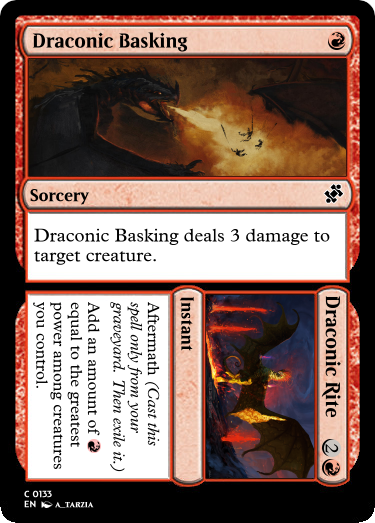 Draconic Basking
Sorcery
Draconic Basking deals 3 damage to
target creature.
Draconic Rite 2
Instant
Aftermath (Cast this
spell only from your
graveyard. Then exile it.)
Add an amount of
equal to the greatest
power among creatures
you control.
C 0133
EN A_TARZIA